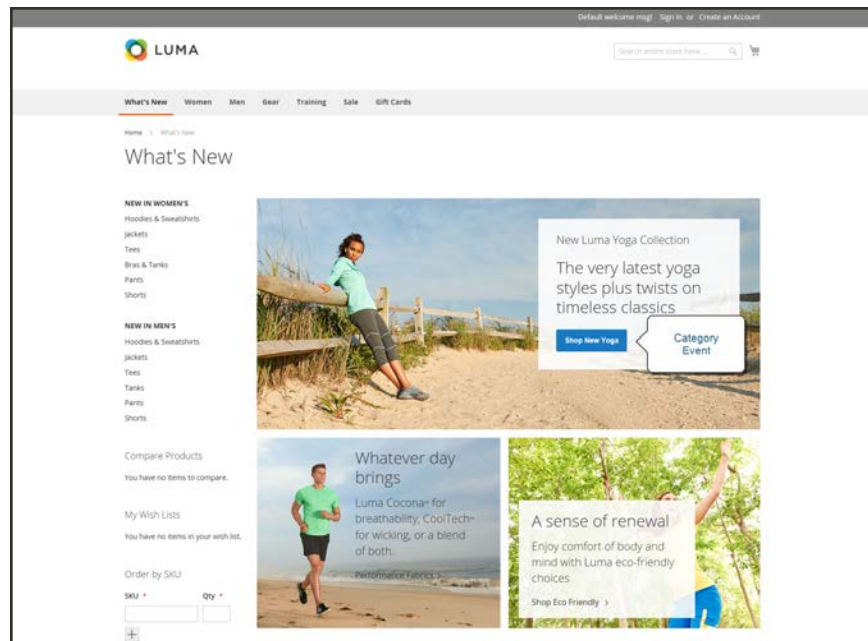 Default welcome msg! Sign In or Create an Account
LUMA
Search entire store here...
What's New Women Men Gear Training Sale Gift Cards
Home > What's New
What's New
NEW IN WOMEN'S
Hoodies & Sweatshirts
Jackets
Tees
Bras & Tanks
Pants
Shorts
NEW IN MEN'S
Hoodies & Sweatshirts
Jackets
Tees
Tanks
Pants
Shorts
Compare Products
You have no items to compare.
My Wish Lists
You have no items in your wish list.
Order by SKU
SKU * Qty *
New Luma Yoga Collection
The very latest yoga
styles plus twists on
timeless classics
Shop New Yoga
Category
Event
Whatever day
brings
Luma Cocona™ for
breathability, CoolTech™
for wicking, or a blend
of both.
Performance Fabrics >
A sense of renewal
Enjoy comfort of body and
mind with Luma eco-friendly
choices
Shop Eco Friendly >